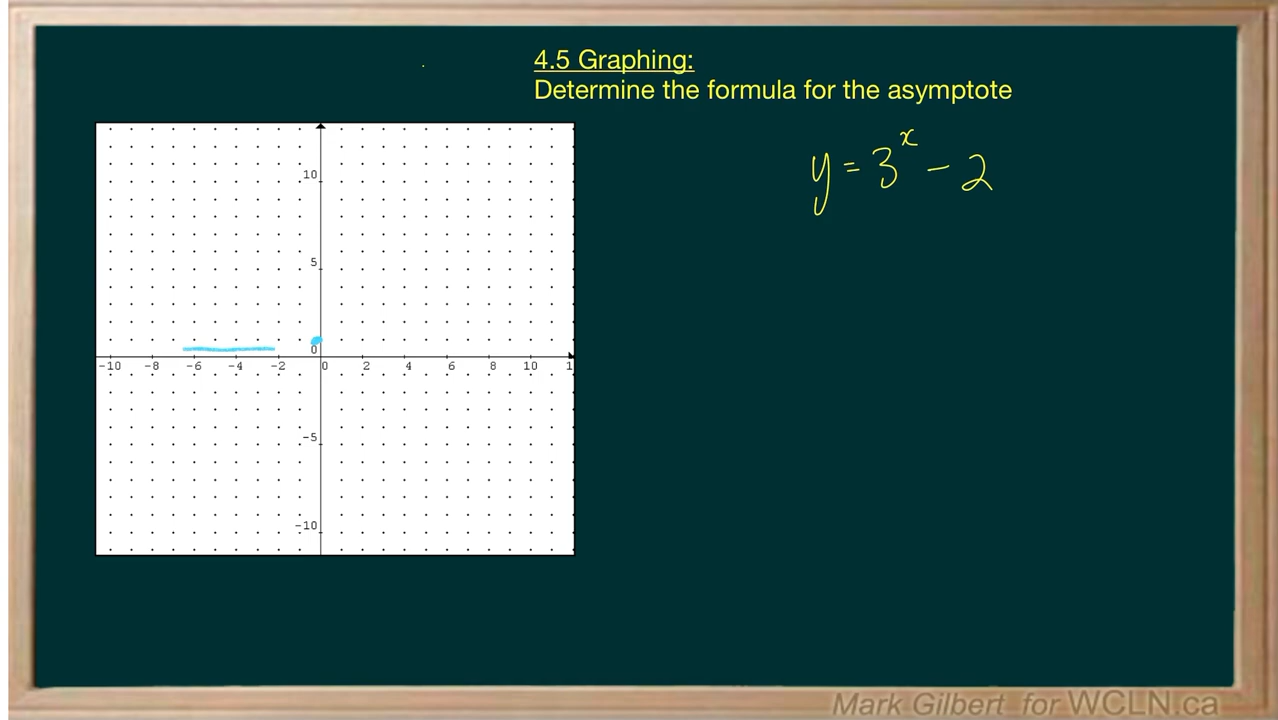 4.5 Graphing:
Determine the formula for the asymptote
y = 3^x - 2
10
5
0
-10 -8 -6 -4 -2 0 2 4 6 8 10 1
-5
-10
Mark Gilbert for WCLN.ca